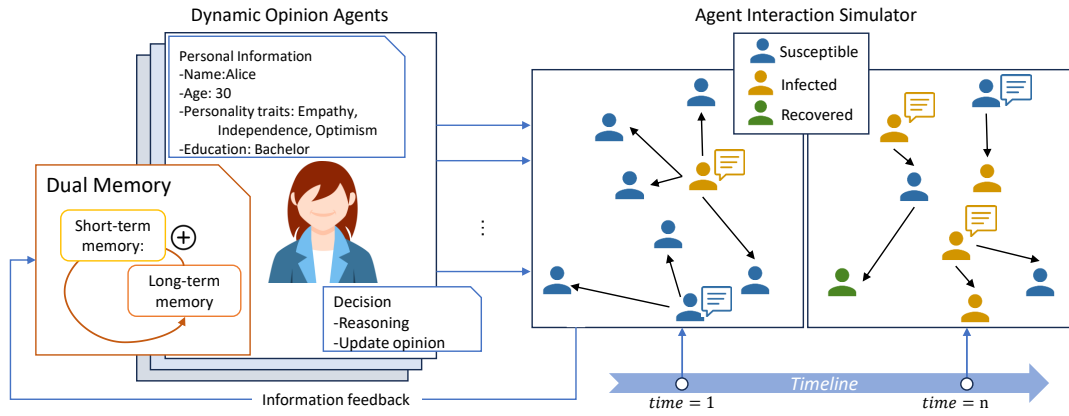 Dynamic Opinion Agents
Personal Information
-Name:Alice
-Age: 30
-Personality traits: Empathy,
Independence, Optimism
-Education: Bachelor
Dual Memory
Short-term
memory:
Long-term
memory
Decision
-Reasoning
-Update opinion
Information feedback
...
Agent Interaction Simulator
Susceptible
Infected
Recovered
Timeline
time = 1
time = n